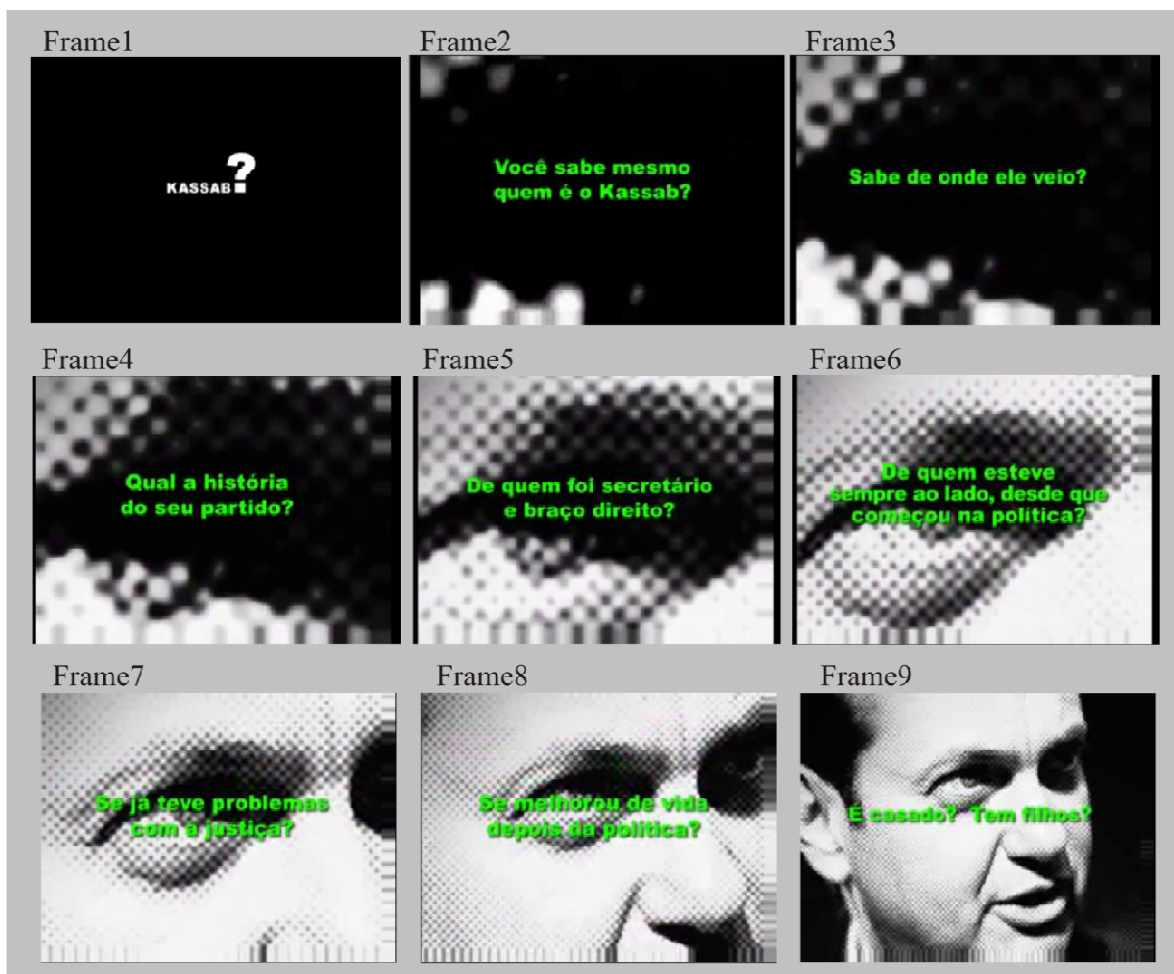 Frame1
KASSAB?
Frame2
Você sabe mesmo
quem é o Kassab?
Frame3
Sabe de onde ele veio?
Frame4
Qual a história
do seu partido?
Frame5
De quem foi secretário
e braço direito?
Frame6
De quem esteve
sempre ao lado, desde que
começou na política?
Frame7
Se já teve problemas
com a justiça?
Frame8
Se melhorou de vida
depois da política?
Frame9
É casado? Tem filhos?